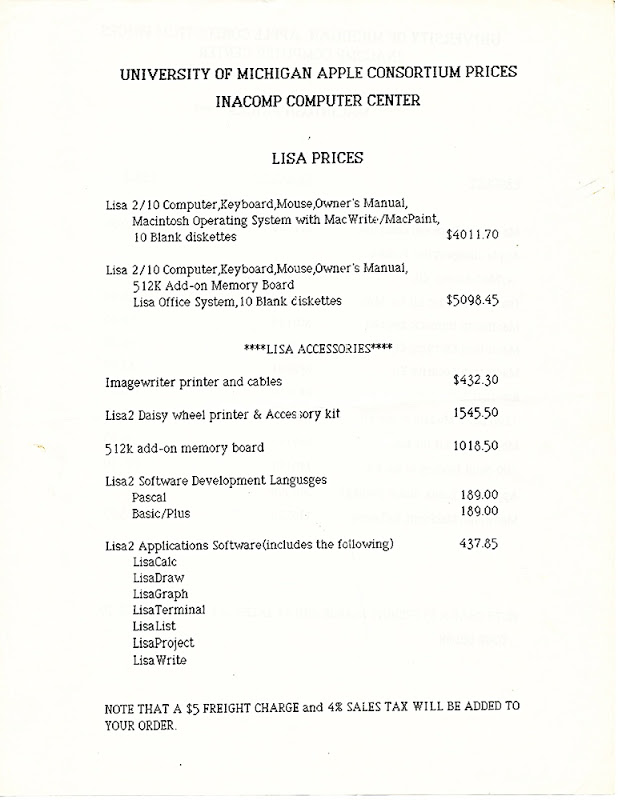 UNIVERSITY OF MICHIGAN APPLE CONSORTIUM PRICES
INACOMP COMPUTER CENTER
LISA PRICES
Lisa 2/10 Computer,Keyboard,Mouse,Owner's Manual,
Macintosh Operating System with MacWrite/MacPaint,
10 Blank diskettes $4011.70
Lisa 2/10 Computer,Keyboard,Mouse,Owner's Manual,
512K Add-on Memory Board
Lisa Office System,10 Blank diskettes $5098.45
****LISA ACCESSORIES****
Imagewriter printer and cables $432.30
Lisa2 Daisy wheel printer & Accessory kit 1545.50
512k add-on memory board 1018.50
Lisa2 Software Development Langusges
Pascal 189.00
Basic/Plus 189.00
Lisa2 Applications Software(includes the following) 437.85
LisaCalc
LisaDraw
LisaGraph
LisaTerminal
LisaList
LisaProject
LisaWrite
NOTE THAT A $5 FREIGHT CHARGE and 4% SALES TAX WILL BE ADDED TO
YOUR ORDER.